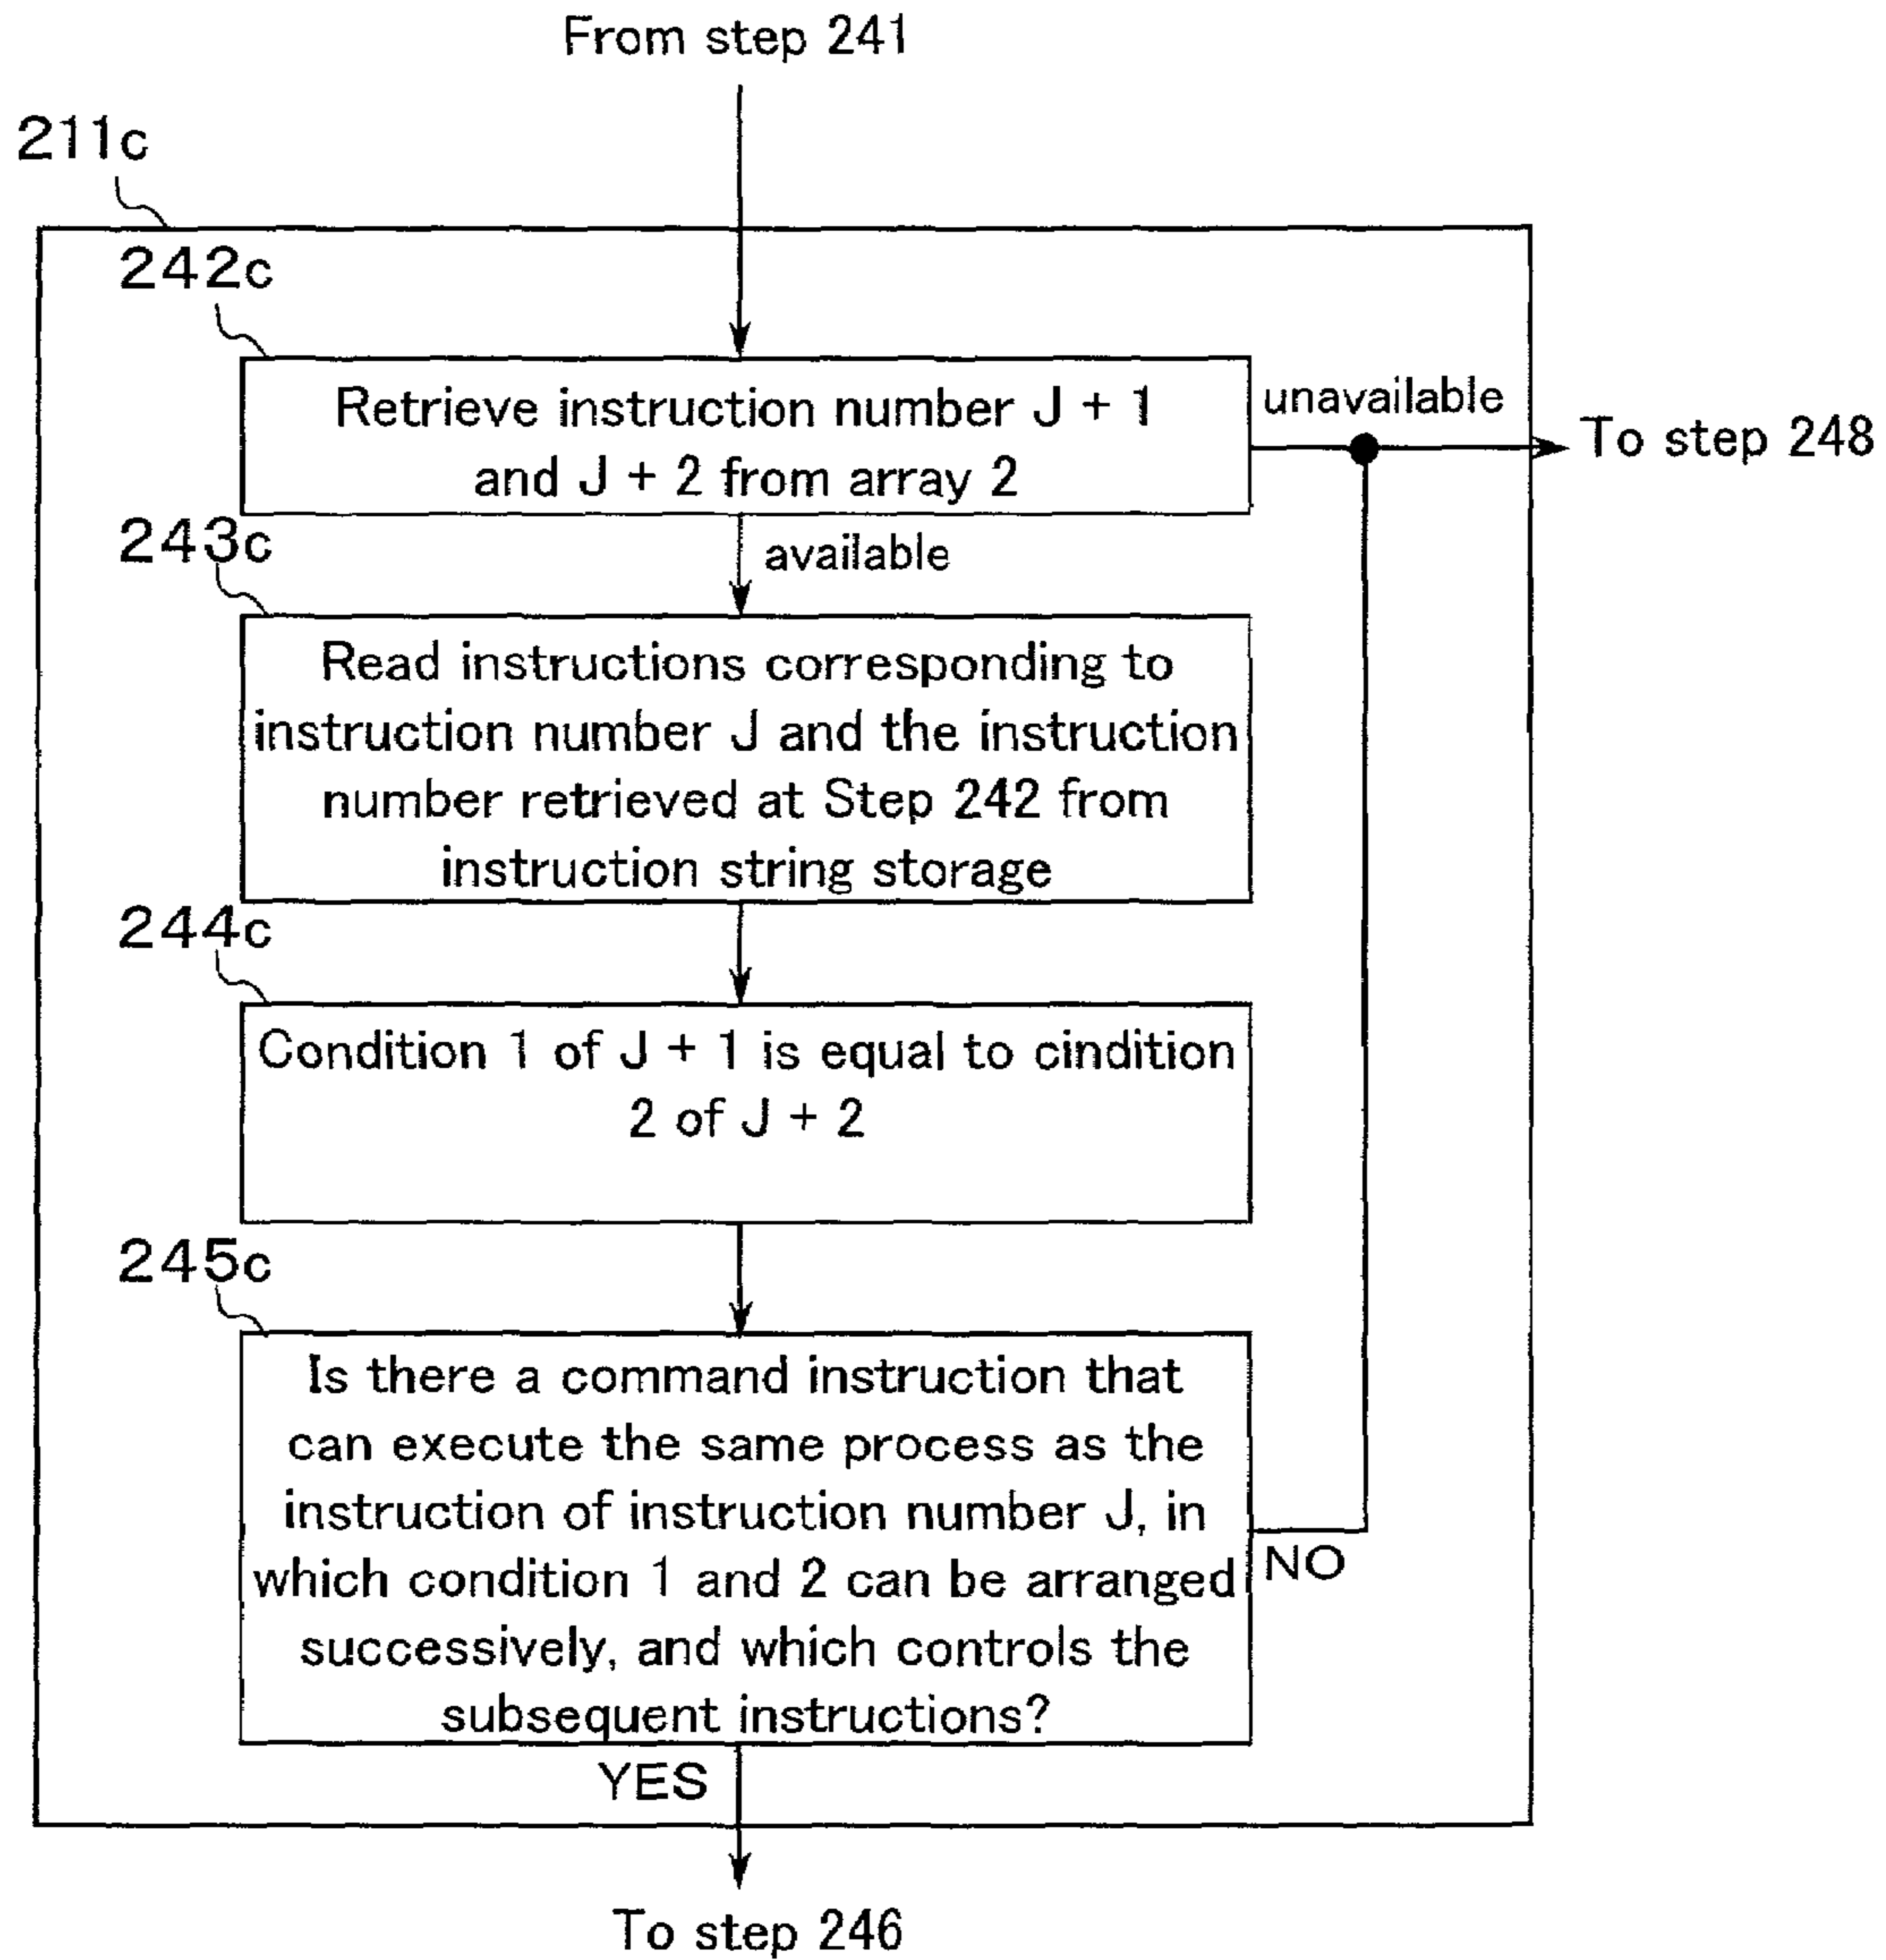 From step 241
211c
242c
Retrieve instruction number J + 1
and J + 2 from array 2
unavailable
To step 248
243c
available
Read instructions corresponding to
instruction number J and the instruction
number retrieved at Step 242 from
instruction string storage
244c
Condition 1 of J + 1 is equal to cindition
2 of J + 2
245c
Is there a command instruction that
can execute the same process as the
instruction of instruction number J, in
which condition 1 and 2 can be arranged
successively, and which controls the
subsequent instructions?
NO
YES
To step 246